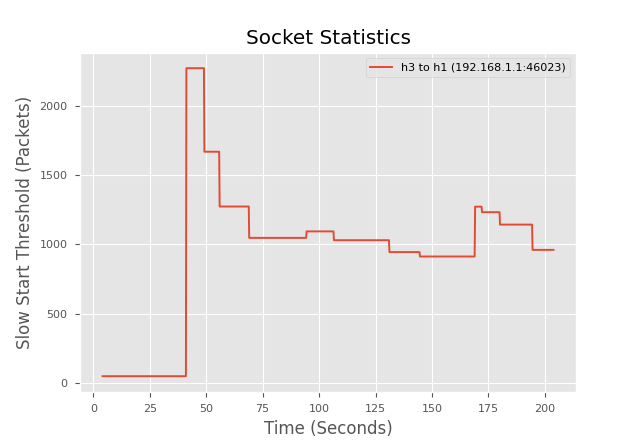 Socket Statistics
h3 to h1 (192.168.1.1:46023)
Slow Start Threshold (Packets)
2000
1500
1000
500
0
0 25 50 75 100 125 150 175 200
Time (Seconds)